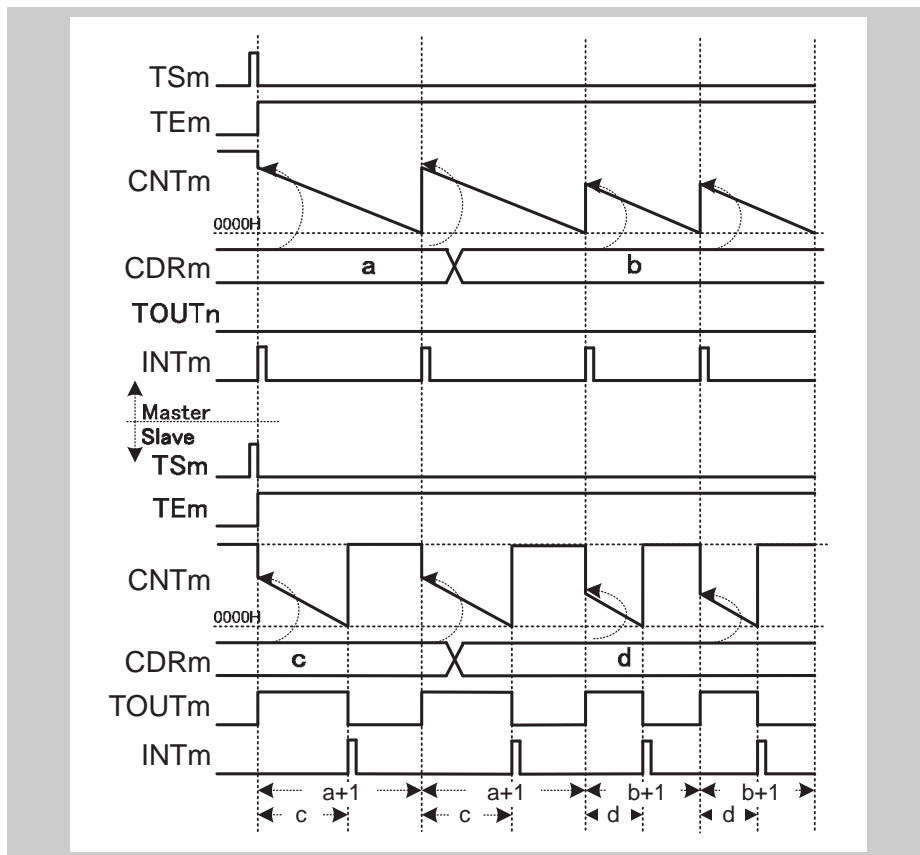 TSm
TEm
CNTm
0000H
CDRm a b
TOUTn
INTm
Master
Slave
TSm
TEm
CNTm
0000H
CDRm c d
TOUTm
INTm
a+1 a+1 b+1 b+1
c c d d